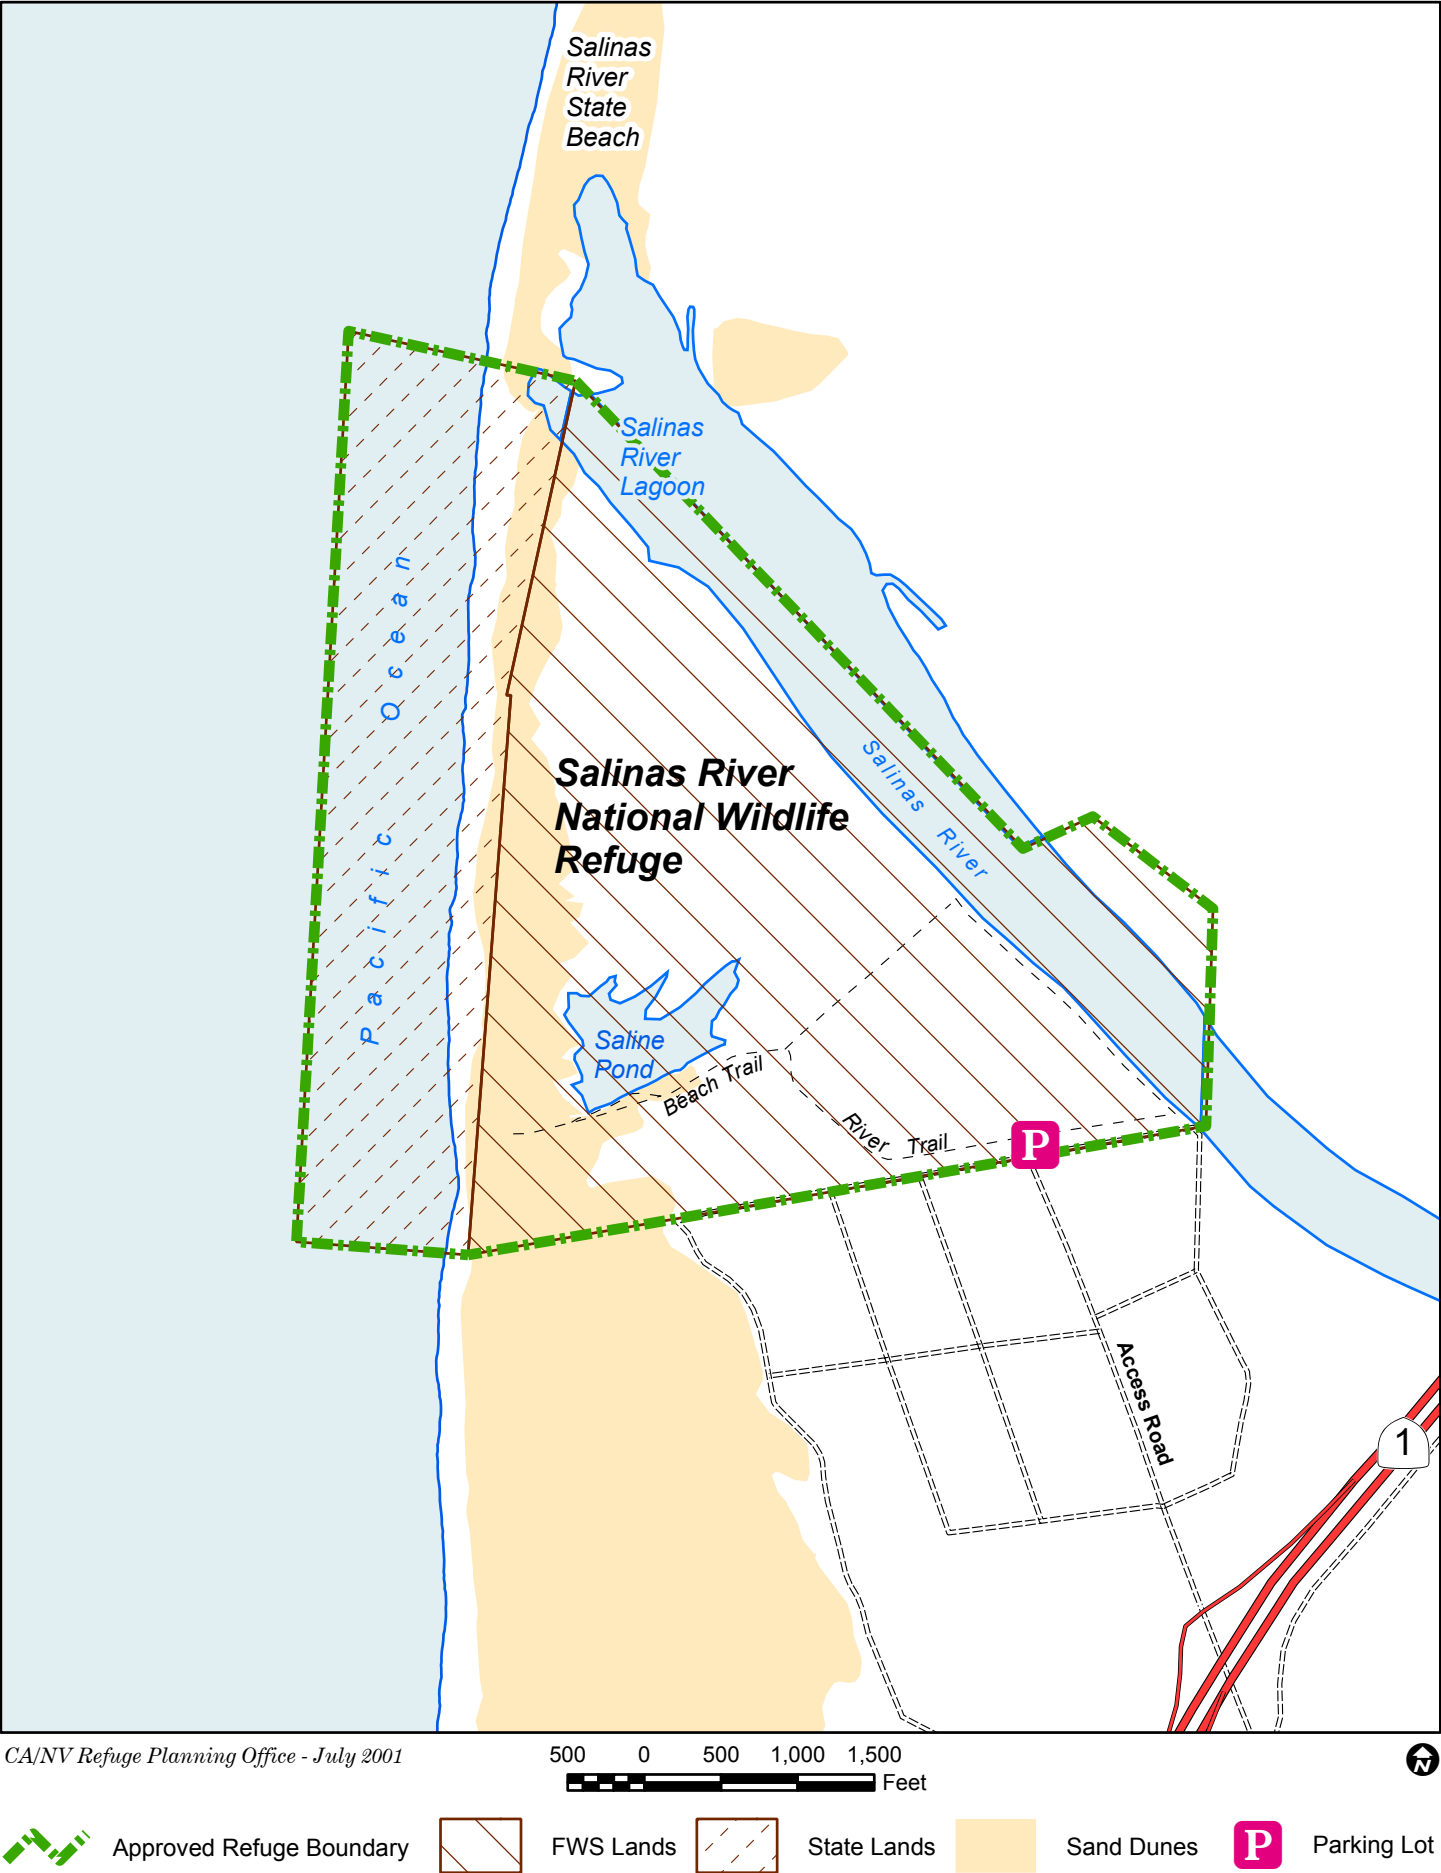 Salinas
River
State
Beach
Salinas
River
Lagoon
Pacific Ocean
Salinas River
National Wildlife
Refuge
Salinas River
Saline
Pond
Beach Trail
River Trail
P
Access Road
1
CA/NV Refuge Planning Office - July 2001
500 0 500 1,000 1,500
Feet
N
Approved Refuge Boundary
FWS Lands
State Lands
Sand Dunes
P
Parking Lot